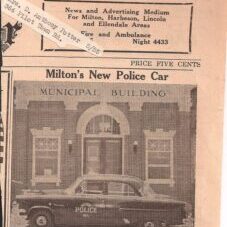 News and Advertising Medium
For Milton, Harbeson, Lincoln
and Ellendale Areas
Fire and Ambulance
Night 4433
PRICE FIVE CENTS
Milton's New Police Car
MUNICIPAL BUILDING
POLICE